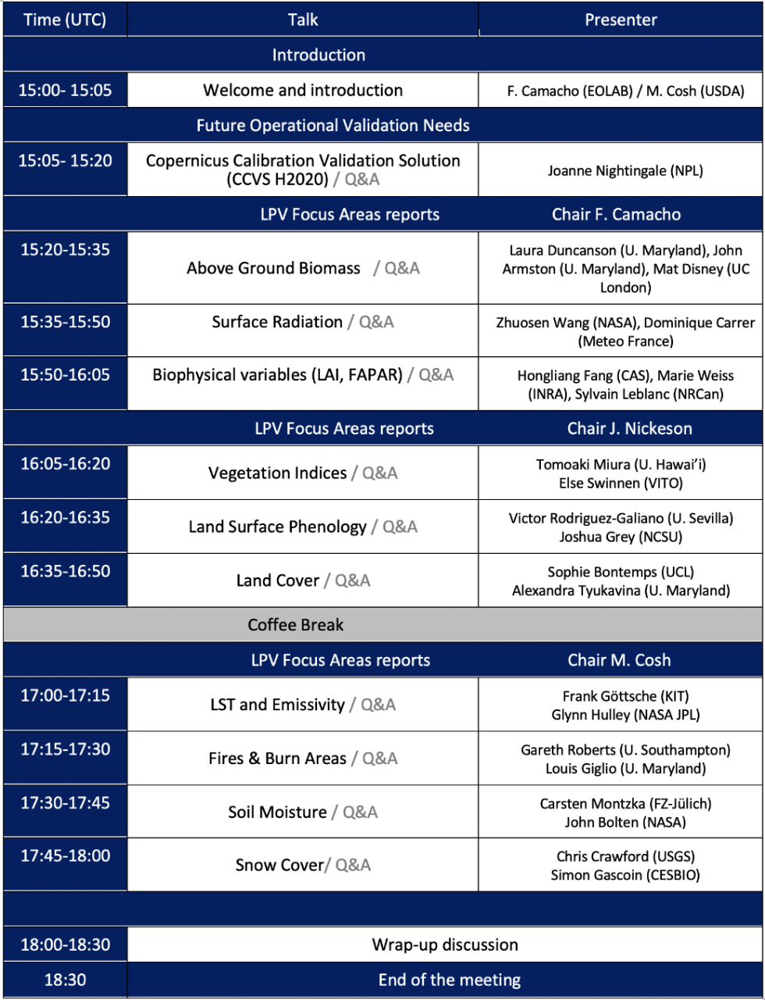 Time (UTC) Talk Presenter
Introduction
15:00- 15:05 Welcome and introduction F. Camacho (EOLAB) / M. Cosh (USDA)
Future Operational Validation Needs
15:05- 15:20 Copernicus Calibration Validation Solution
(CCVS H2020) / Q&A Joanne Nightingale (NPL)
LPV Focus Areas reports Chair F. Camacho
15:20-15:35 Above Ground Biomass / Q&A Laura Duncanson (U. Maryland), John
Armston (U. Maryland), Mat Disney (UC
London)
15:35-15:50 Surface Radiation / Q&A Zhuosen Wang (NASA), Dominique Carrer
(Meteo France)
15:50-16:05 Biophysical variables (LAI, FAPAR) / Q&A Hongliang Fang (CAS), Marie Weiss
(INRA), Sylvain Leblanc (NRCan)
LPV Focus Areas reports Chair J. Nickeson
16:05-16:20 Vegetation Indices / Q&A Tomoaki Miura (U. Hawai’i)
Else Swinnen (VITO)
16:20-16:35 Land Surface Phenology / Q&A Victor Rodriguez-Galiano (U. Sevilla)
Joshua Grey (NCSU)
16:35-16:50 Land Cover / Q&A Sophie Bontemps (UCL)
Alexandra Tyukavina (U. Maryland)
Coffee Break
LPV Focus Areas reports Chair M. Cosh
17:00-17:15 LST and Emissivity / Q&A Frank Göttsche (KIT)
Glynn Hulley (NASA JPL)
17:15-17:30 Fires & Burn Areas / Q&A Gareth Roberts (U. Southampton)
Louis Giglio (U. Maryland)
17:30-17:45 Soil Moisture / Q&A Carsten Montzka (FZ-Jülich)
John Bolten (NASA)
17:45-18:00 Snow Cover/ Q&A Chris Crawford (USGS)
Simon Gascoin (CESBIO)
18:00-18:30 Wrap-up discussion
18:30 End of the meeting